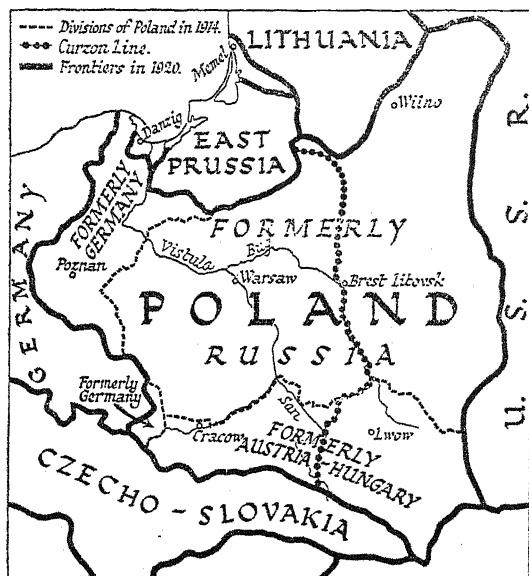 Divisions of Poland in 1914.
Curzon Line.
Frontiers in 1920.
LITHUANIA
Memel
Wilno
Danzig
EAST
PRUSSIA
U. S. S. R.
GERMANY
FORMERLY
GERMANY
Poznan
FORMERLY
Vistula
Bug
Warsaw
Brest Litovsk
POLAND
RUSSIA
Formerly
Germany
San
Cracow
Lwow
FORMERLY
AUSTRIA-HUNGARY
CZECHO-SLOVAKIA